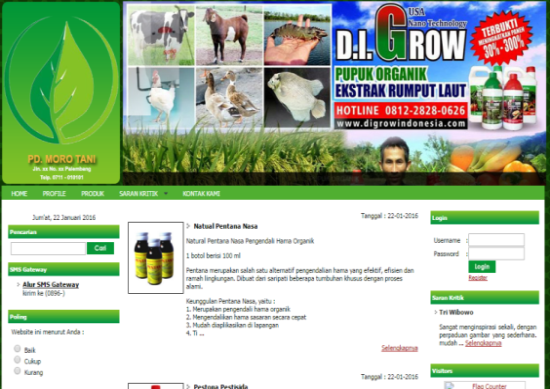 USA
Nano Technology
D.I.GROW
TERBUKTI
MENINGKATKAN PANEN
30% - 300%
PUPUK ORGANIK
EKSTRAK RUMPUT LAUT
HOTLINE 0812-2828-0626
www.digrowindonesia.com
PD. MORO TANI
Jln. xx No. xx Palembang
Telp. 0711 - 010101
HOME PROFILE PRODUK SARAN KRITIK KONTAK KAMI
Jum'at, 22 Januari 2016
Pencarian
Cari
SMS Gateway
Alur SMS Gateway
kirim ke (0896-)
Poling
Website ini menurut Anda :
Baik
Cukup
Kurang
Tanggal : 22-01-2016
Natsal Pentana Nasa
Natural Pentana Nasa Pengendali Hama Organik
1 botol berisi 100 ml
Pentana merupakan salah satu alternatif pengendalian hama yang efektif, efisien dan
ramah lingkungan. Dibuat dan saripati beberapa tumbuhan khusus dengan proses
alami.
Keunggulan Pentana Nasa, yaitu :
1. Merupakan pengendali hama organik
2. Mengendalikan hama sasaran secara cepat
3. Mudah diaplikasikan di lapangan
4. Ti ...
Selengkapnya
Tanggal : 22-01-2016
Pestona Pestisida
Login
Username :
Password :
Login
Register
Saran Kritik
Tri Wibowo
Sangat menginspirasi sekali, dengan
perpaduan gambar yang sederhana.
mudah ... Selengkapnya
Visitors
Flag Counter